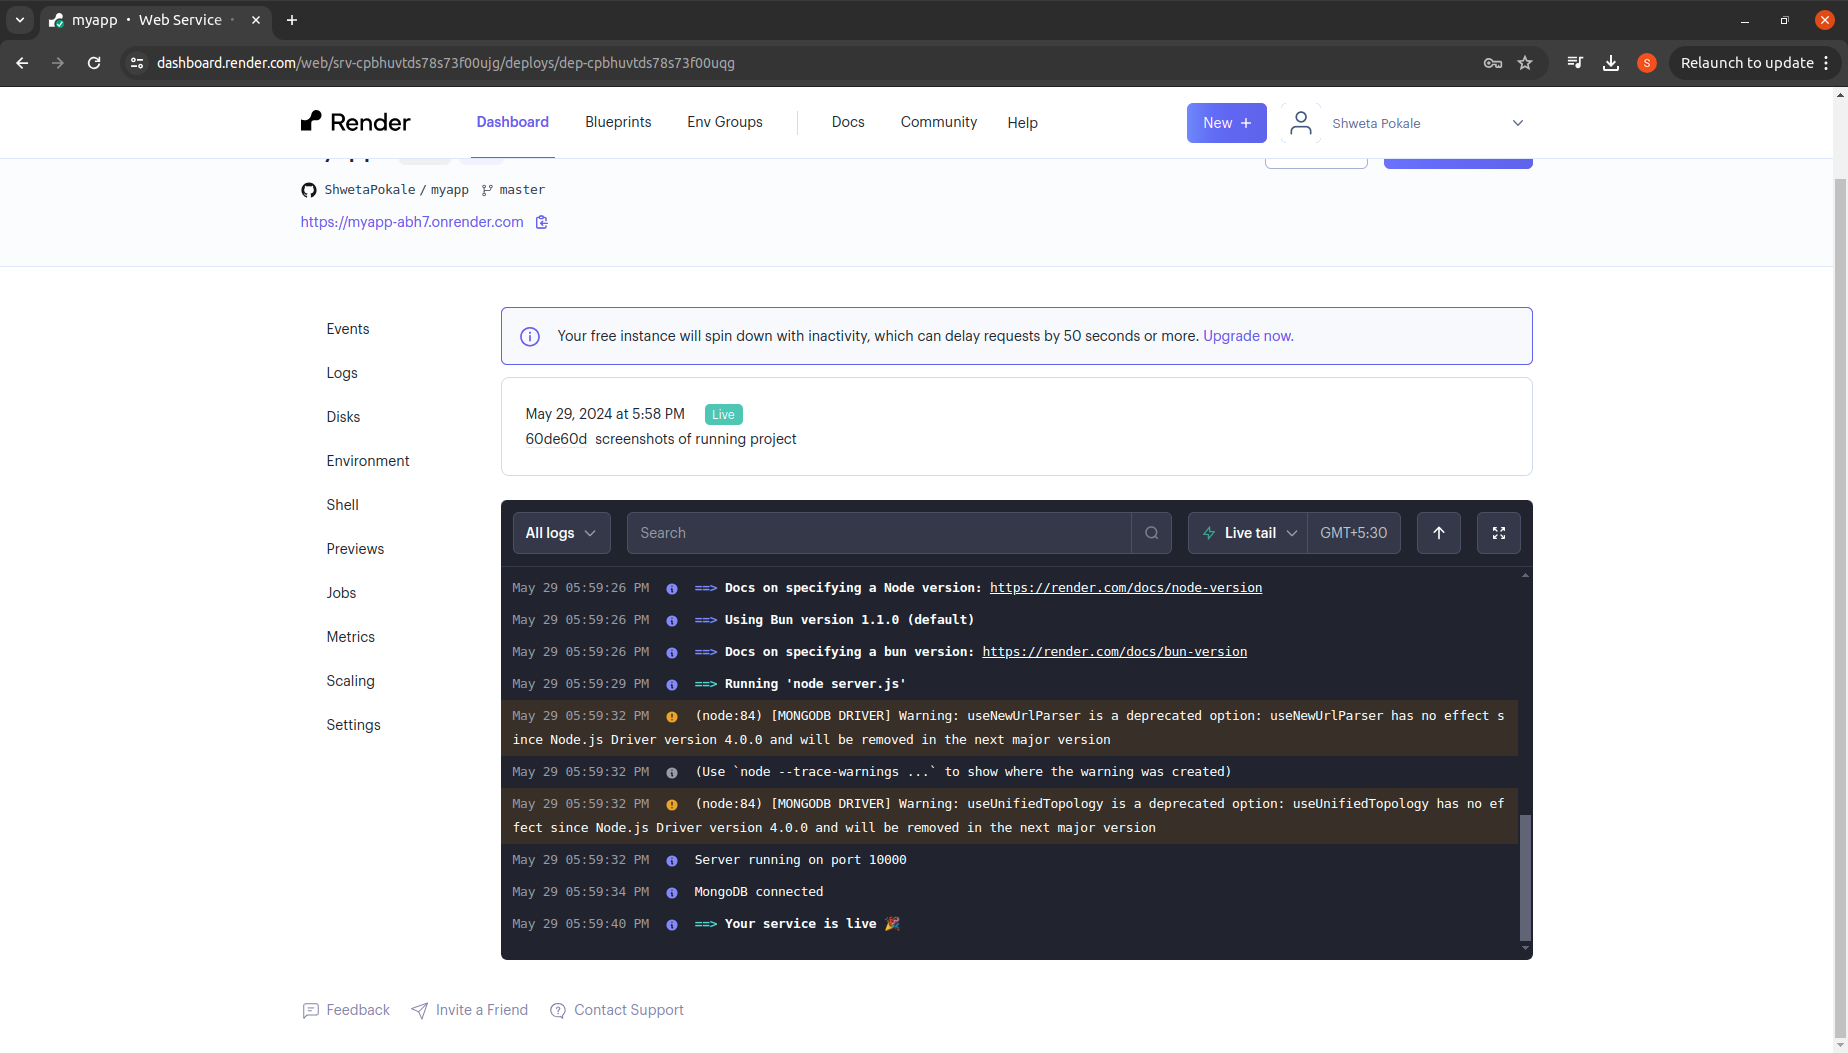 myapp · Web Service ·
dashboard.render.com/web/srv-cpbhuvtds78s73f00ujg/deploys/dep-cpbhuvtds78s73f00uqg
S
Relaunch to update
Render
Dashboard
Blueprints
Env Groups
Docs
Community
Help
New +
Shweta Pokale
ShwetaPokale / myapp master
https://myapp-abh7.onrender.com
Events
Logs
Disks
Environment
Shell
Previews
Jobs
Metrics
Scaling
Settings
Your free instance will spin down with inactivity, which can delay requests by 50 seconds or more. Upgrade now.
May 29, 2024 at 5:58 PM Live
60de60d screenshots of running project
All logs
Search
Live tail
GMT+5:30
May 29 05:59:26 PM ==> Docs on specifying a Node version: https://render.com/docs/node-version
May 29 05:59:26 PM ==> Using Bun version 1.1.0 (default)
May 29 05:59:26 PM ==> Docs on specifying a bun version: https://render.com/docs/bun-version
May 29 05:59:29 PM ==> Running 'node server.js'
May 29 05:59:32 PM (node:84) [MONGODB DRIVER] Warning: useNewUrlParser is a deprecated option: useNewUrlParser has no effect s
ince Node.js Driver version 4.0.0 and will be removed in the next major version
May 29 05:59:32 PM (Use `node --trace-warnings ...` to show where the warning was created)
May 29 05:59:32 PM (node:84) [MONGODB DRIVER] Warning: useUnifiedTopology is a deprecated option: useUnifiedTopology has no ef
fect since Node.js Driver version 4.0.0 and will be removed in the next major version
May 29 05:59:32 PM Server running on port 10000
May 29 05:59:34 PM MongoDB connected
May 29 05:59:40 PM ==> Your service is live 🎉
Feedback
Invite a Friend
Contact Support